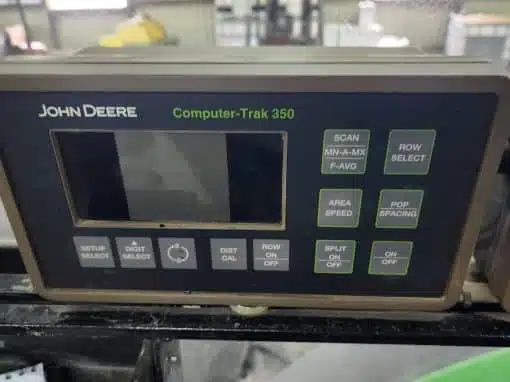 JOHN DEERE
Computer-Trak 350
SCAN
MN-A-MX
F-AVG
ROW
SELECT
AREA
SPEED
POP
SPACING
SETUP
SELECT
DIGIT
SELECT
DIST
CAL
ROW
ON
OFF
SPLIT
ON
OFF
ON
OFF